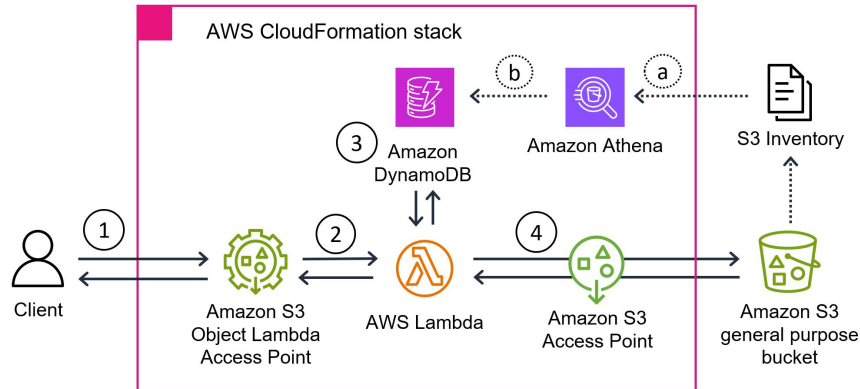 AWS CloudFormation stack
b
a
3
Amazon
DynamoDB
Amazon Athena
S3 Inventory
1
2
4
Client
Amazon S3
Object Lambda
Access Point
AWS Lambda
Amazon S3
Access Point
Amazon S3
general purpose
bucket